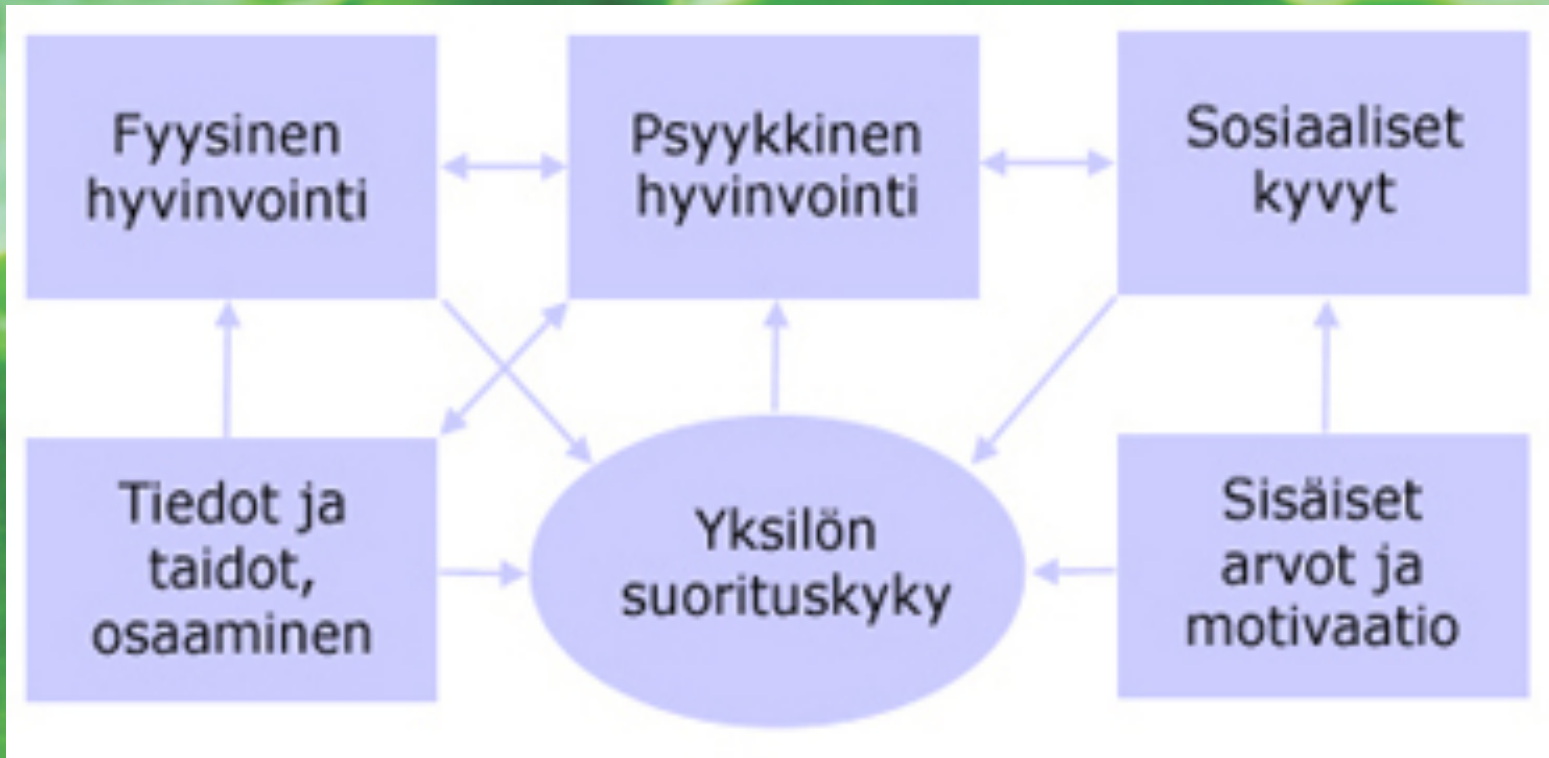 Fyysinen
hyvinvointi
Psyykkinen
hyvinvointi
Sosiaaliset
kyvyt
Tiedot ja
taidot,
osaaminen
Yksilön
suorituskyky
Sisäiset
arvot ja
motivaatio